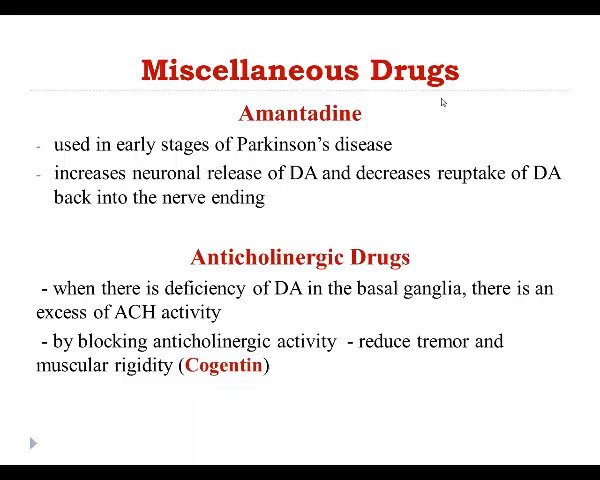 Miscellaneous Drugs
Amantadine
- used in early stages of Parkinson's disease
- increases neuronal release of DA and decreases reuptake of DA
back into the nerve ending
Anticholinergic Drugs
- when there is deficiency of DA in the basal ganglia, there is an
excess of ACH activity
- by blocking anticholinergic activity - reduce tremor and
muscular rigidity (Cogentin)